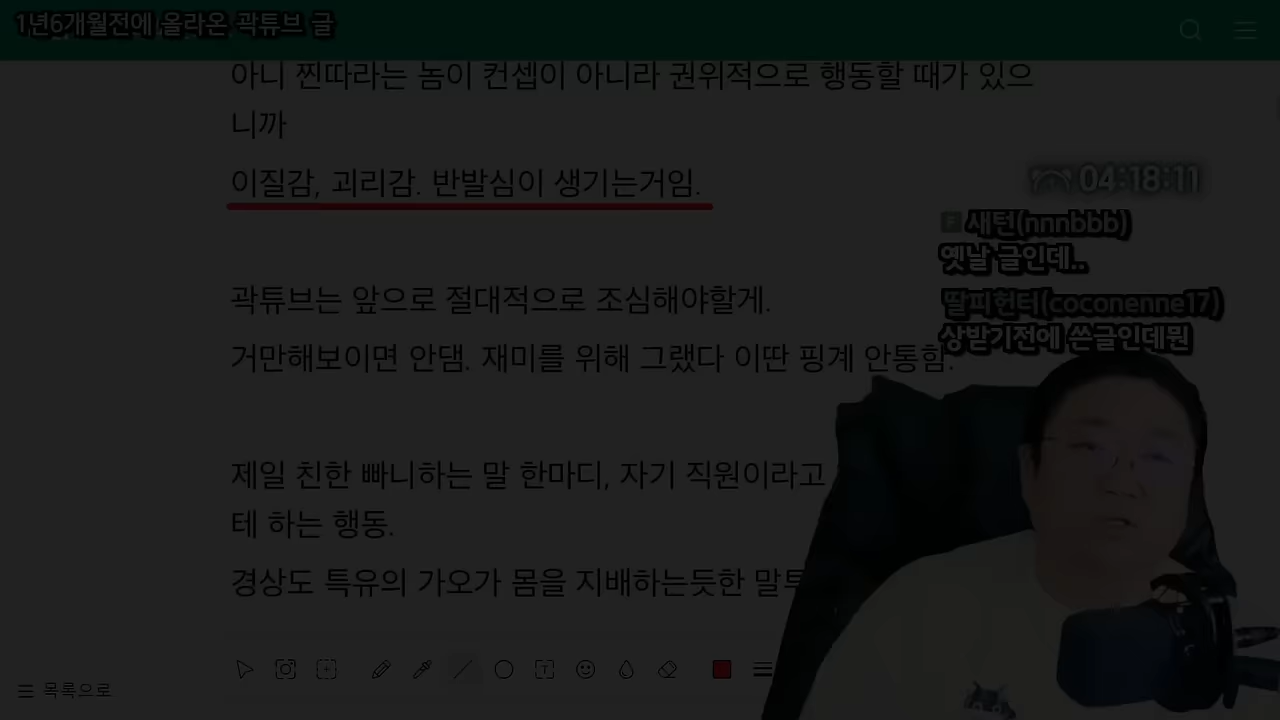 1년6개월전에 올라온 곽튜브 글
아니 찐따라는 놈이 컨셉이 아니라 권위적으로 행동할 때가 있으
니까
이질감, 괴리감. 반발심이 생기는거임.
04:18:11
F 새턴(nnnbbb)
옛날 글인데..
곽튜브는 앞으로 절대적으로 조심해야할게.
딸피헌터(coconenne17)
상받기전에 쓴글인데뭔
거만해보이면 안댐. 재미를 위해 그랬다 이딴 핑계 안통함.
제일 친한 빠니하는 말 한마디, 자기 직원이라고
테 하는 행동.
경상도 특유의 가오가 몸을 지배하는듯한 말투
목록으로